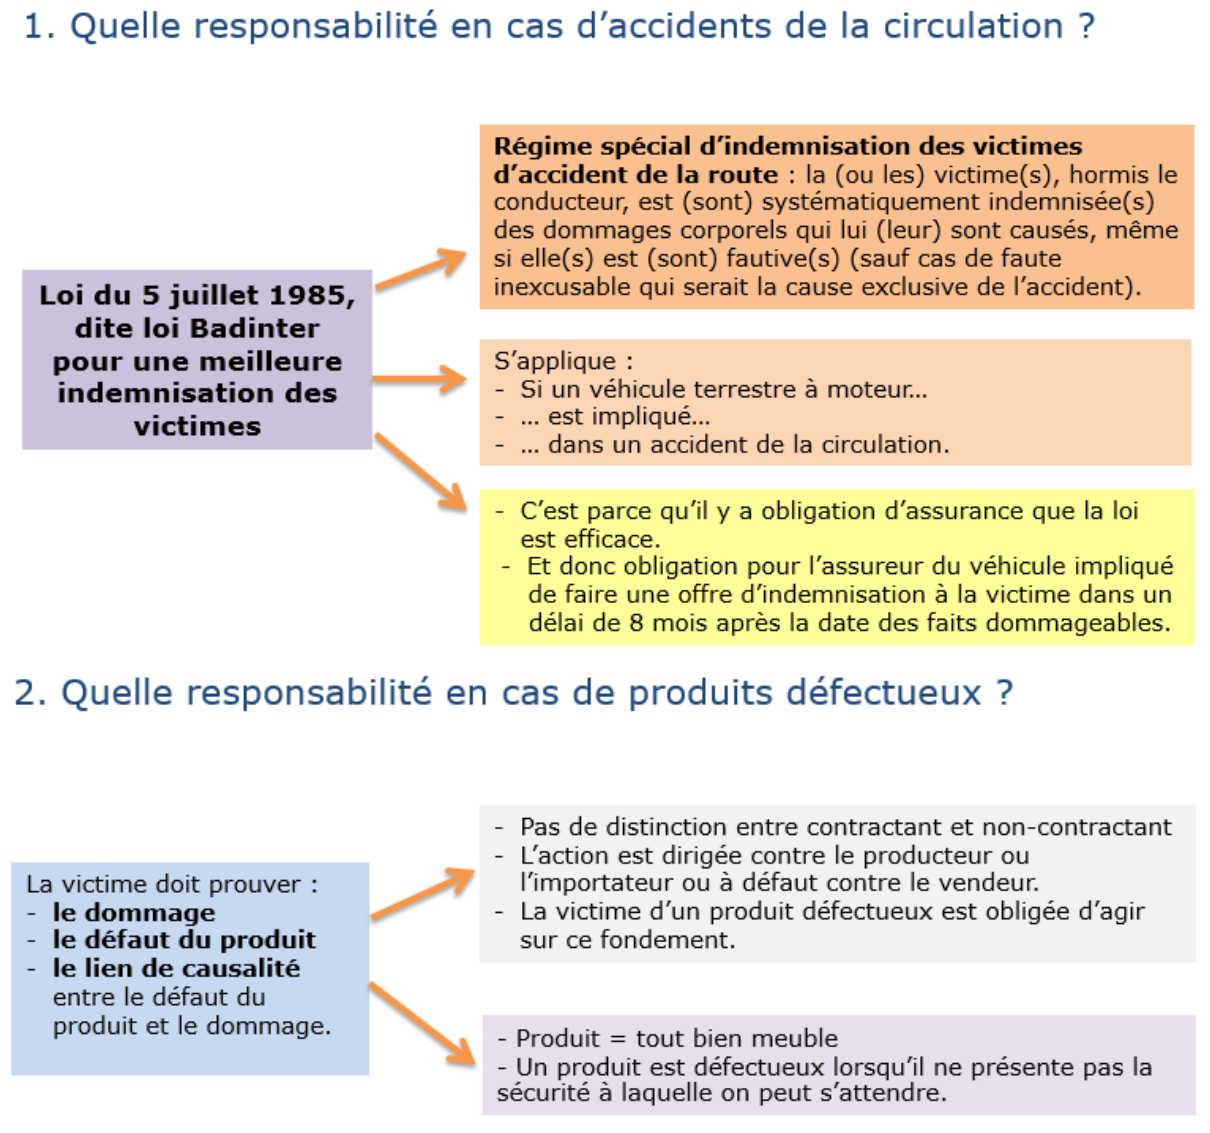 1. Quelle responsabilité en cas d’accidents de la circulation ?
Régime spécial d’indemnisation des victimes
d’accident de la route : la (ou les) victime(s), hormis le
conducteur, est (sont) systématiquement indemnisée(s)
des dommages corporels qui lui (leur) sont causés, même
si elle(s) est (sont) fautive(s) (sauf cas de faute
inexcusable qui serait la cause exclusive de l’accident).
Loi du 5 juillet 1985,
dite loi Badinter
pour une meilleure
indemnisation des
victimes
S’applique :
- Si un véhicule terrestre à moteur…
- … est impliqué…
- … dans un accident de la circulation.
- C’est parce qu’il y a obligation d’assurance que la loi
est efficace.
- Et donc obligation pour l’assureur du véhicule impliqué
de faire une offre d’indemnisation à la victime dans un
délai de 8 mois après la date des faits dommageables.
2. Quelle responsabilité en cas de produits défectueux ?
La victime doit prouver :
- le dommage
- le défaut du produit
- le lien de causalité
entre le défaut du
produit et le dommage.
- Pas de distinction entre contractant et non-contractant
- L’action est dirigée contre le producteur ou
l’importateur ou à défaut contre le vendeur.
- La victime d’un produit défectueux est obligée d’agir
sur ce fondement.
- Produit = tout bien meuble
- Un produit est défectueux lorsqu’il ne présente pas la
sécurité à laquelle on peut s’attendre.